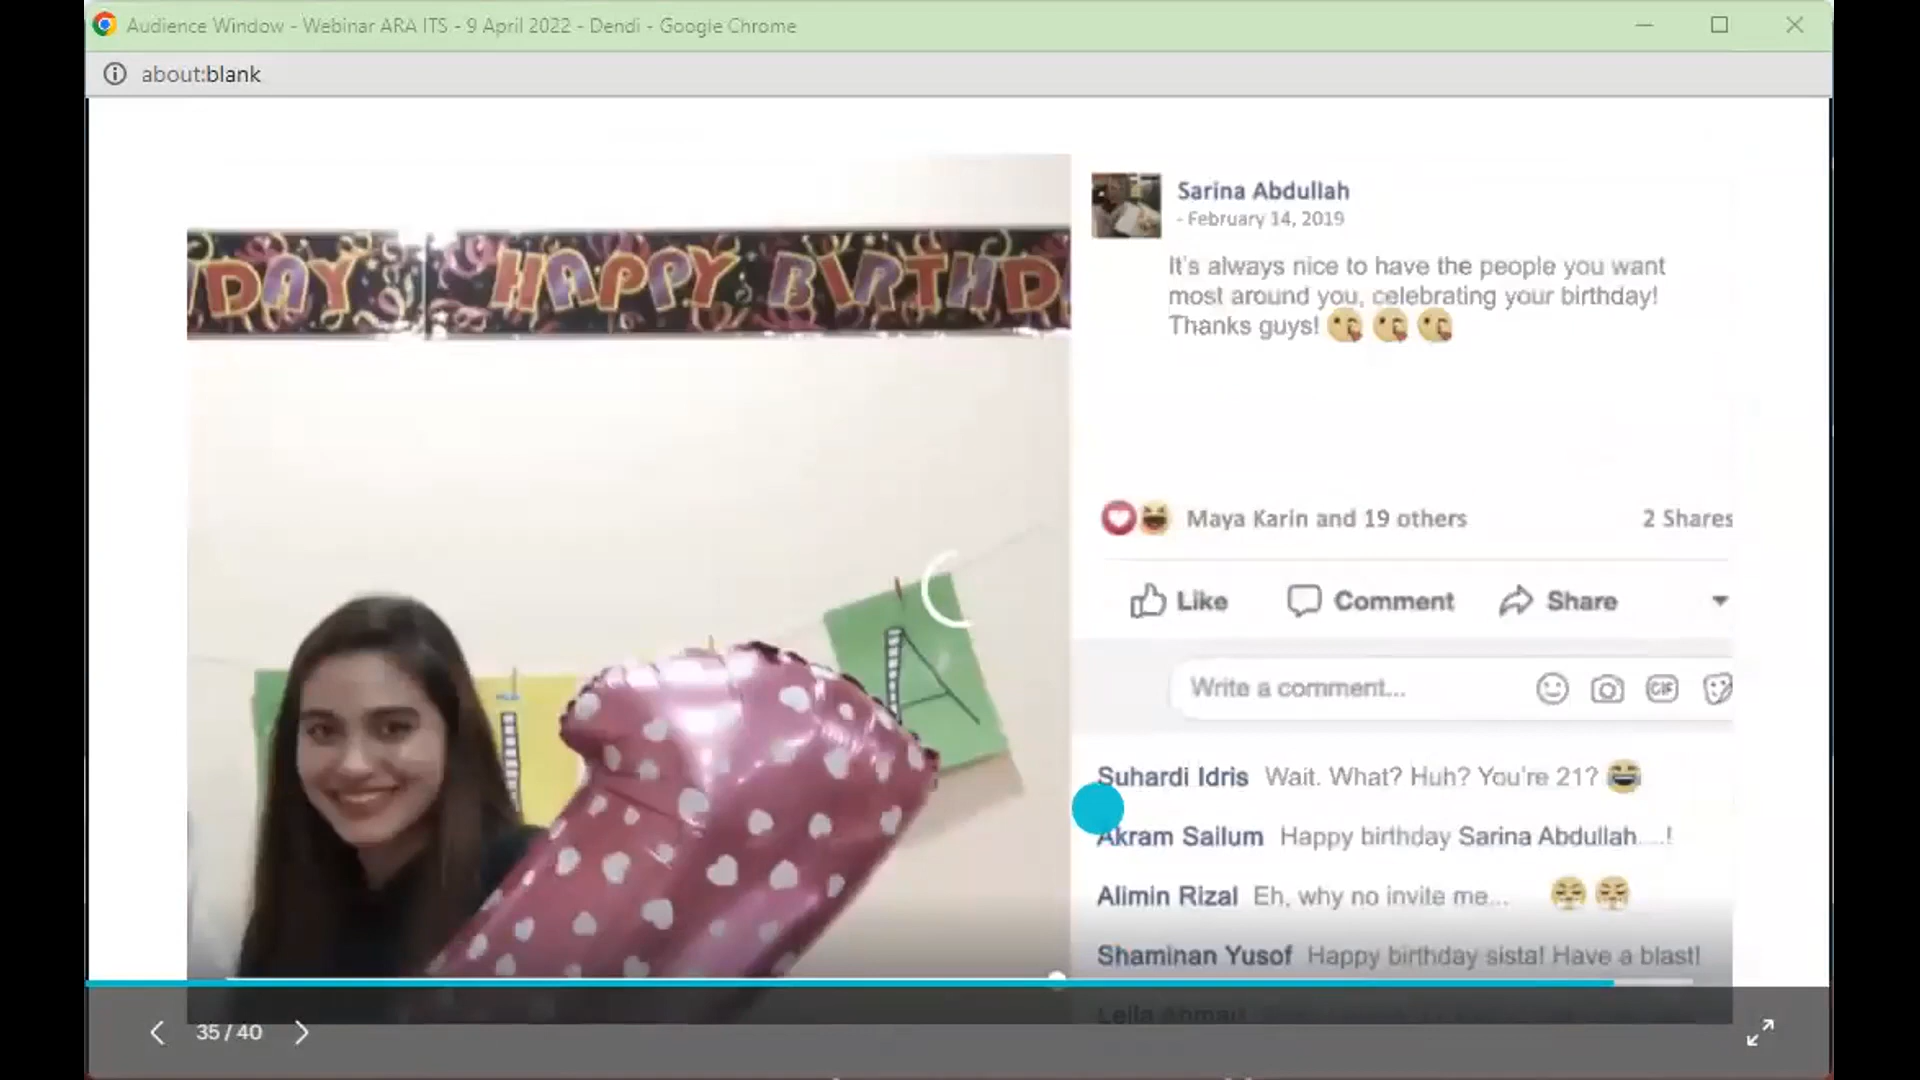 Audience Window - Webinar ARA ITS - 9 April 2022 - Dendi - Google Chrome
about:blank
DAY HAPPY BIRTHD
A
Sarina Abdullah
- February 14, 2019
It's always nice to have the people you want
most around you, celebrating your birthday!
Thanks guys! 😘 😘 😘
Maya Karin and 19 others
2 Shares
Like Comment Share
Write a comment...
GIF
Suhardi Idris Wait. What? Huh? You're 21? 😆
Akram Sailum Happy birthday Sarina Abdullah.....!
Alimin Rizal Eh, why no invite me... 😤 😤
Shaminan Yusof Happy birthday sista! Have a blast!
Leila Ahmad
35 / 40